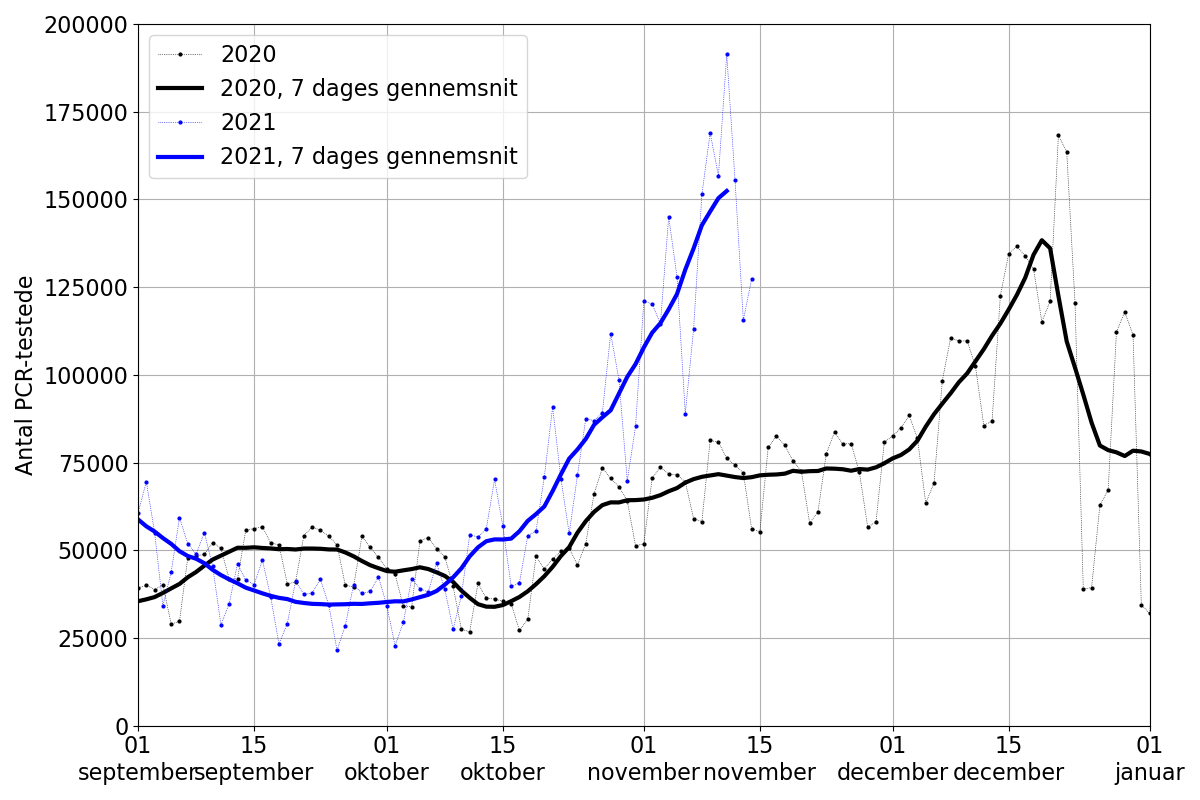 200000
175000
150000
125000
100000
75000
50000
25000
0
Antal PCR-testede
2020
2020, 7 dages gennemsnit
2021
2021, 7 dages gennemsnit
01 15 01 15 01 15 01 15 01
september september oktober oktober november november december december januar